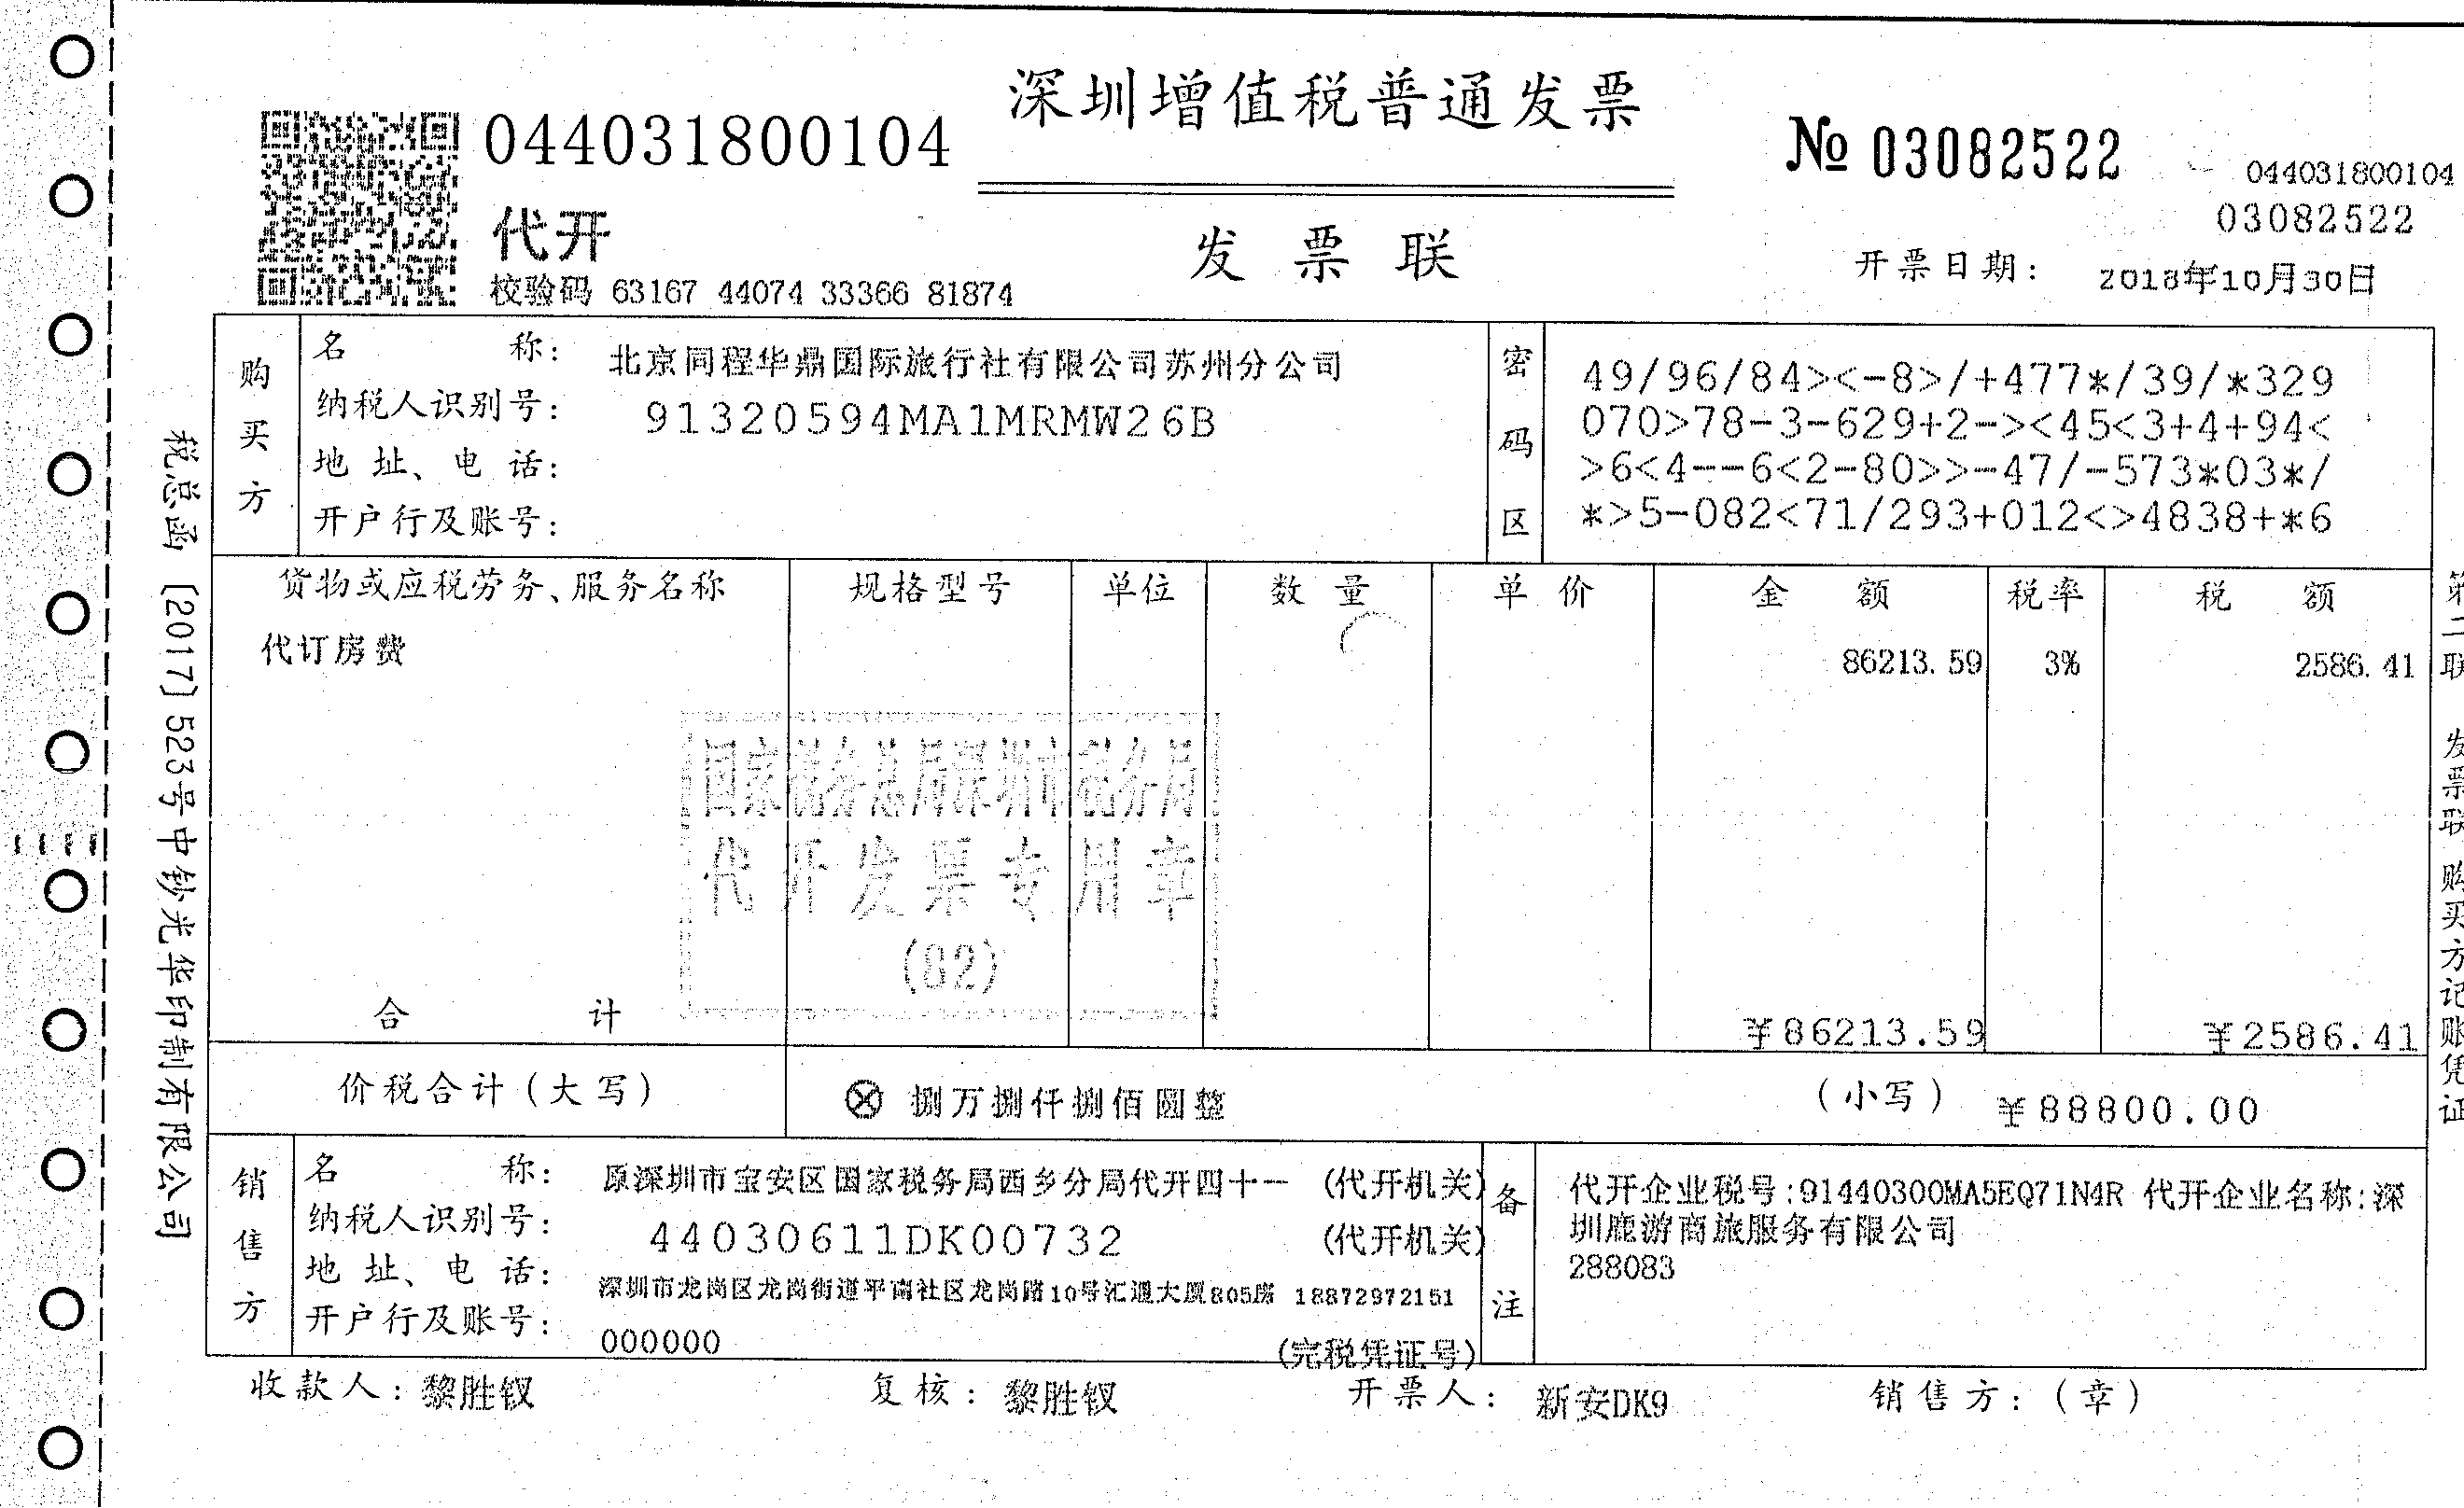 深圳增值税普通发票
044031800104
№ 03082522
044031800104
03082522
代开
发票联
校验码 63167 44074 33366 81874
开票日期: 2018年10月30日
购买方
名 称: 北京同程华鼎国际旅行社有限公司苏州分公司
纳税人识别号: 91320594MA1MRMW26B
地址、电话:
开户行及账号:
密码区
49/96/84><-8>/+477*/39/*329
070>78-3-629+2-><45<3+4+94<
>6<4--6<2-80>>-47/-573*03*/
*>5-082<71/293+012<>4838+*6
货物或应税劳务、服务名称 规格型号 单位 数量 单价 金额 税率 税额
代订房费 86213.59 3% 2586.41
国家税务总局深圳市税务局
代开发票专用章
(82)
合 计 ¥86213.59 ¥2586.41
价税合计(大写) ⊗ 捌万捌仟捌佰圆整 (小写) ¥88800.00
销售方
名 称: 原深圳市宝安区国家税务局西乡分局代开四十一 (代开机关)
纳税人识别号: 44030611DK00732 (代开机关)
地址、电话: 深圳市龙岗区龙岗街道平南社区龙岗路10号汇通大厦805房 18872972151
开户行及账号: 000000 (完税凭证号)
备注
代开企业税号:91440300MA5EQ71N4R 代开企业名称:深
圳鹿游商旅服务有限公司
288083
收款人: 黎胜钗 复核: 黎胜钗 开票人: 新安DK9 销售方:(章)
税总函〔2017〕523号中钞光华印制有限公司
第二联 发票联 购买方记账凭证